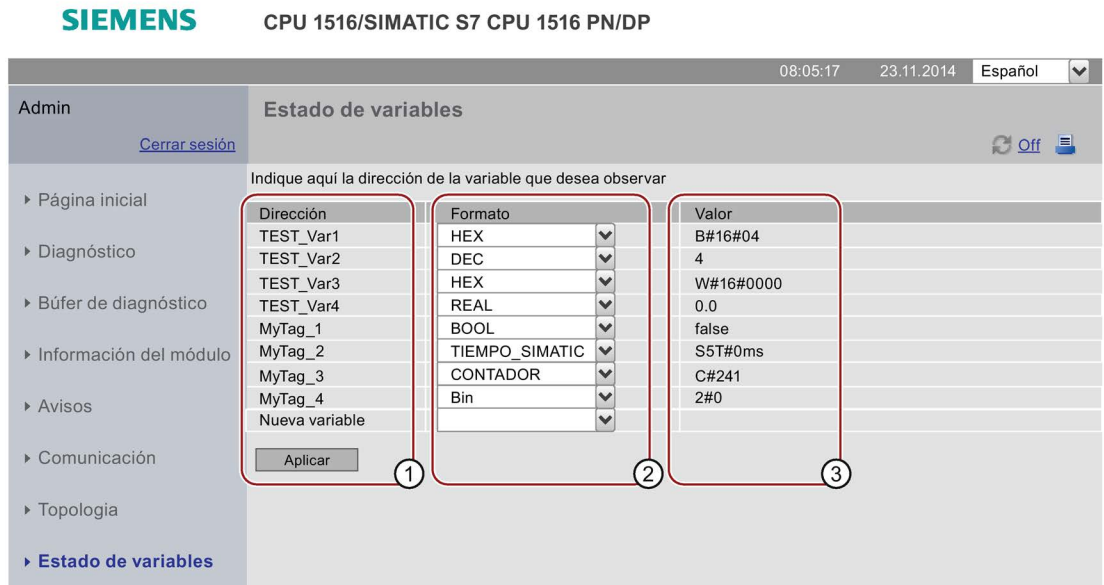 SIEMENS CPU 1516/SIMATIC S7 CPU 1516 PN/DP
08:05:17 23.11.2014 Español
Admin Estado de variables
Cerrar sesión Off
Indique aquí la dirección de la variable que desea observar
Página inicial
Diagnóstico
Búfer de diagnóstico
Información del módulo
Avisos
Comunicación
Topologia
Estado de variables
Dirección Formato Valor
TEST_Var1 HEX B#16#04
TEST_Var2 DEC 4
TEST_Var3 HEX W#16#0000
TEST_Var4 REAL 0.0
MyTag_1 BOOL false
MyTag_2 TIEMPO_SIMATIC S5T#0ms
MyTag_3 CONTADOR C#241
MyTag_4 Bin 2#0
Nueva variable
Aplicar
1 2 3